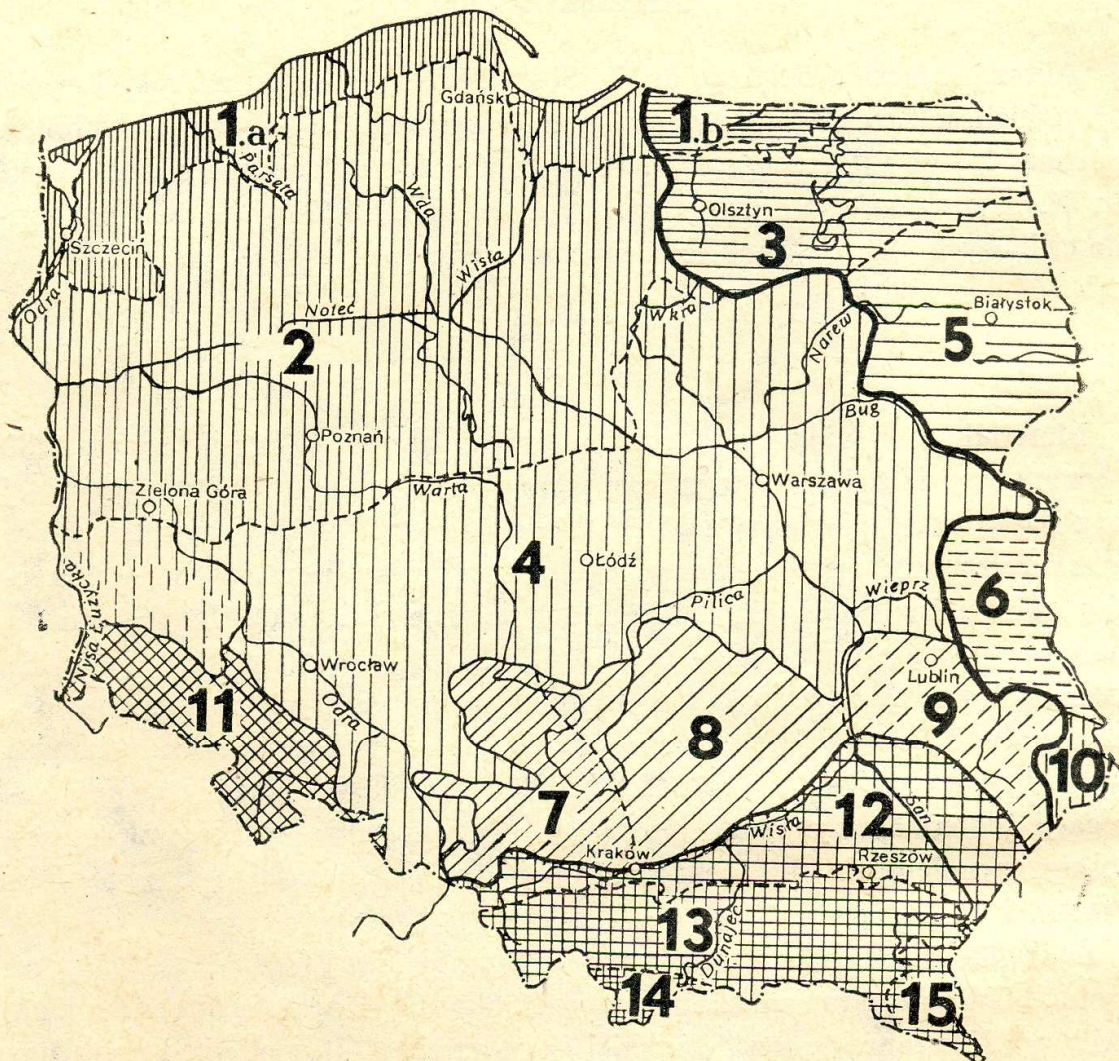 Gdańsk
1.a
1.b
Parsęta
Wda
Olsztyn
Szczecin
3
Wisła
Odra
Noteć
Wkra
Narew
Białystok
2
5
Bug
Poznań
Warta
Warszawa
Zielona Góra
4
Łódź
Nysa Łużycka
Pilica
Wieprz
6
Wrocław
Lublin
11
Odra
9
8
10
7
12
San
Wisła
Kraków
Rzeszów
13
Dunajec
14
15